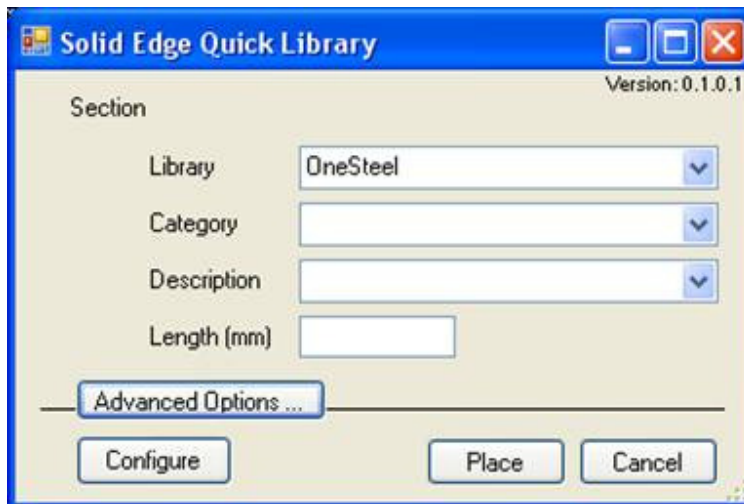 Solid Edge Quick Library
Version: 0.1.0.1
Section
Library OneSteel
Category
Description
Length (mm)
Advanced Options ...
Configure Place Cancel